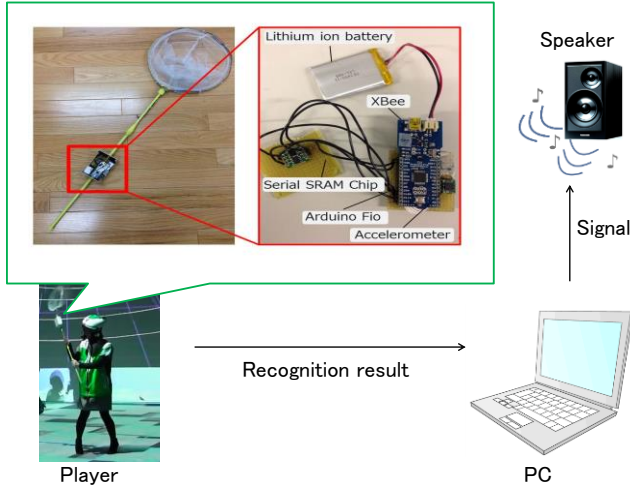 Lithium ion battery
XBee
Serial SRAM Chip
Arduino Fio
Accelerometer
Speaker
Signal
Recognition result
Player
PC